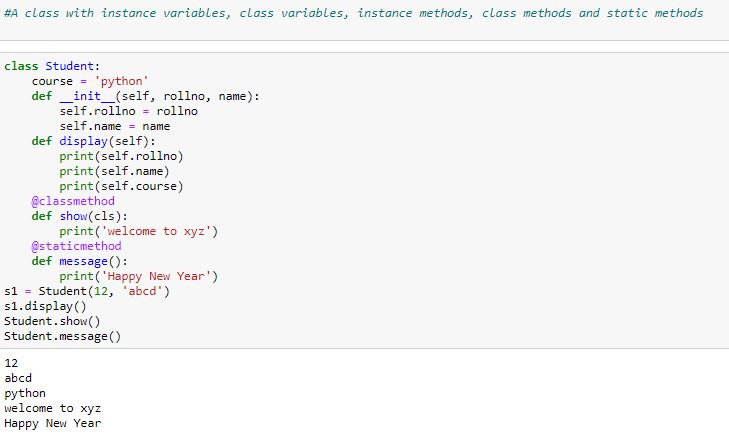 #A class with instance variables, class variables, instance methods, class methods and static methods
class Student:
    course = 'python'
    def __init__(self, rollno, name):
        self.rollno = rollno
        self.name = name
    def display(self):
        print(self.rollno)
        print(self.name)
        print(self.course)
    @classmethod
    def show(cls):
        print('welcome to xyz')
    @staticmethod
    def message():
        print('Happy New Year')
s1 = Student(12, 'abcd')
s1.display()
Student.show()
Student.message()
12
abcd
python
welcome to xyz
Happy New Year